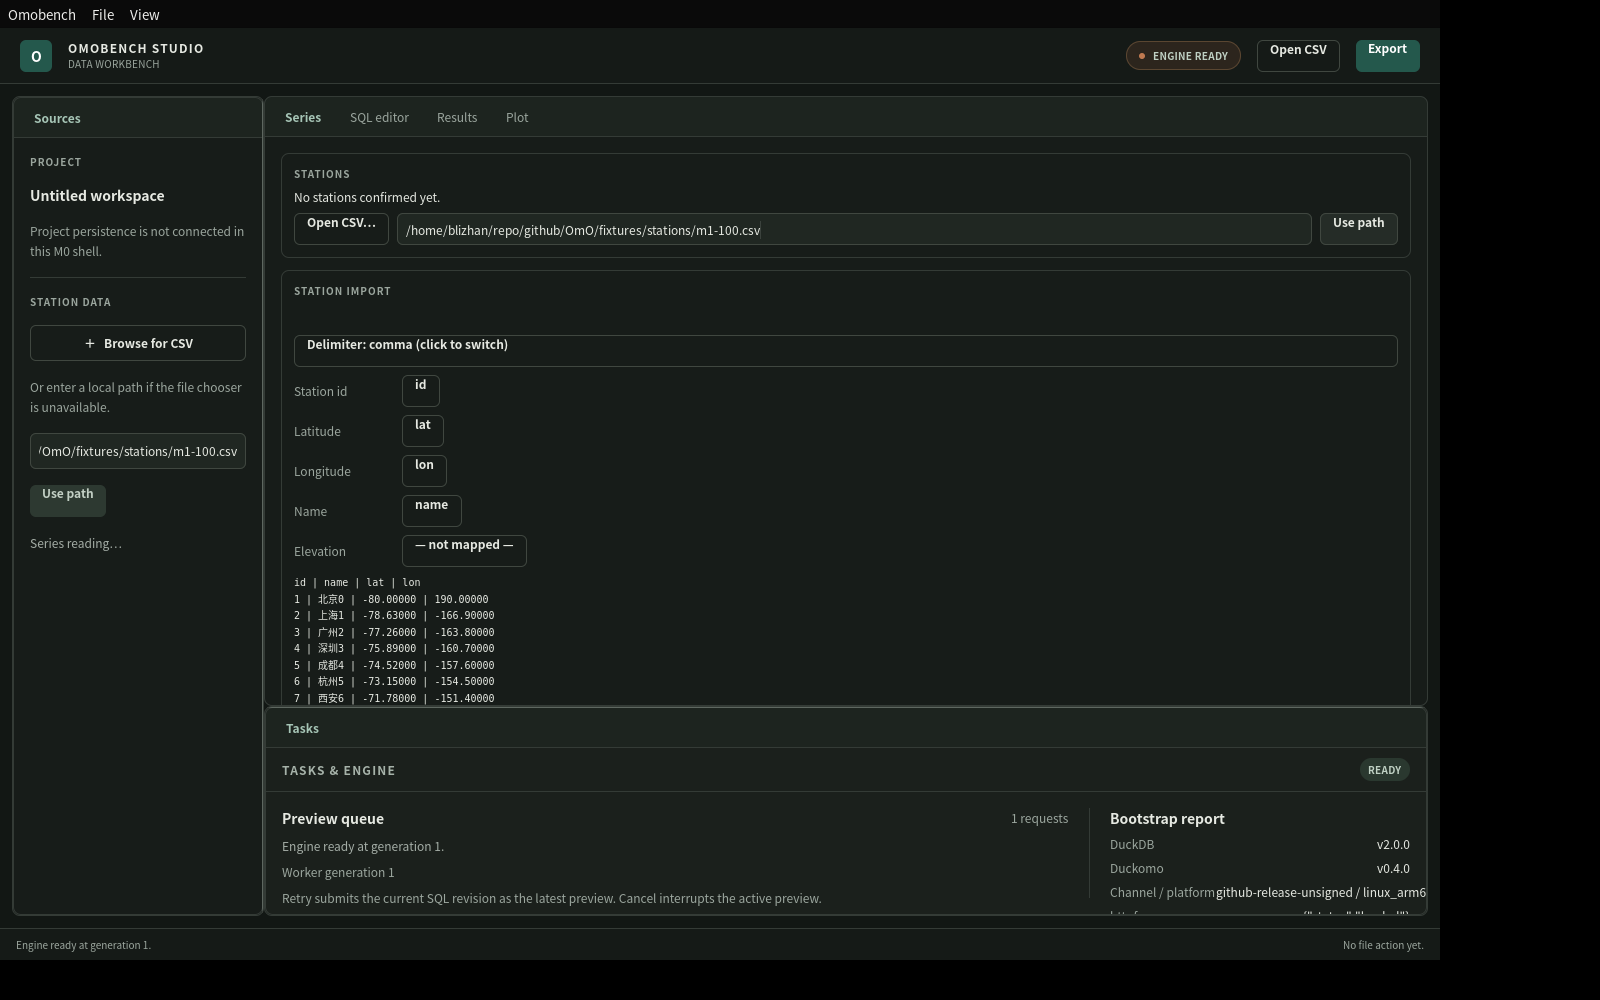 Omobench File View
O
OMOBENCH STUDIO
DATA WORKBENCH
ENGINE READY
Open CSV
Export
Sources
PROJECT
Untitled workspace
Project persistence is not connected in
this M0 shell.
STATION DATA
+ Browse for CSV
Or enter a local path if the file chooser
is unavailable.
/OmO/fixtures/stations/m1-100.csv
Use path
Series reading…
Series SQL editor Results Plot
STATIONS
No stations confirmed yet.
Open CSV… /home/blizhan/repo/github/OmO/fixtures/stations/m1-100.csv Use path
STATION IMPORT
Delimiter: comma (click to switch)
Station id id
Latitude lat
Longitude lon
Name name
Elevation — not mapped —
id | name | lat | lon
1 | 北京0 | -80.00000 | 190.00000
2 | 上海1 | -78.63000 | -166.90000
3 | 广州2 | -77.26000 | -163.80000
4 | 深圳3 | -75.89000 | -160.70000
5 | 成都4 | -74.52000 | -157.60000
6 | 杭州5 | -73.15000 | -154.50000
7 | 西安6 | -71.78000 | -151.40000
Tasks
TASKS & ENGINE
READY
Preview queue 1 requests
Engine ready at generation 1.
Worker generation 1
Retry submits the current SQL revision as the latest preview. Cancel interrupts the active preview.
Bootstrap report
DuckDB v2.0.0
Duckomo v0.4.0
Channel / platform github-release-unsigned / linux_arm6
Engine ready at generation 1.
No file action yet.